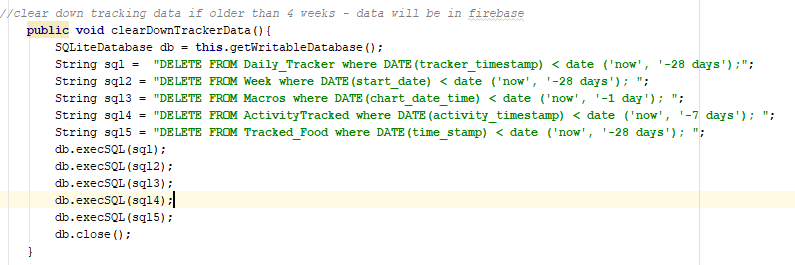 //clear down tracking data if older than 4 weeks - data will be in firebase
public void clearDownTrackerData(){
SQLiteDatabase db = this.getWritableDatabase();
String sql =  "DELETE FROM Daily_Tracker where DATE(tracker_timestamp) < date ('now', '-28 days');";
String sql2 = "DELETE FROM Week where DATE(start_date) < date ('now', '-28 days'); ";
String sql3 = "DELETE FROM Macros where DATE(chart_date_time) < date ('now', '-1 day'); ";
String sql4 = "DELETE FROM ActivityTracked where DATE(activity_timestamp) < date ('now', '-7 days'); ";
String sql5 = "DELETE FROM Tracked_Food where DATE(time_stamp) < date ('now', '-28 days'); ";
db.execSQL(sql);
db.execSQL(sql2);
db.execSQL(sql3);
db.execSQL(sql4);
db.execSQL(sql5);
db.close();
}